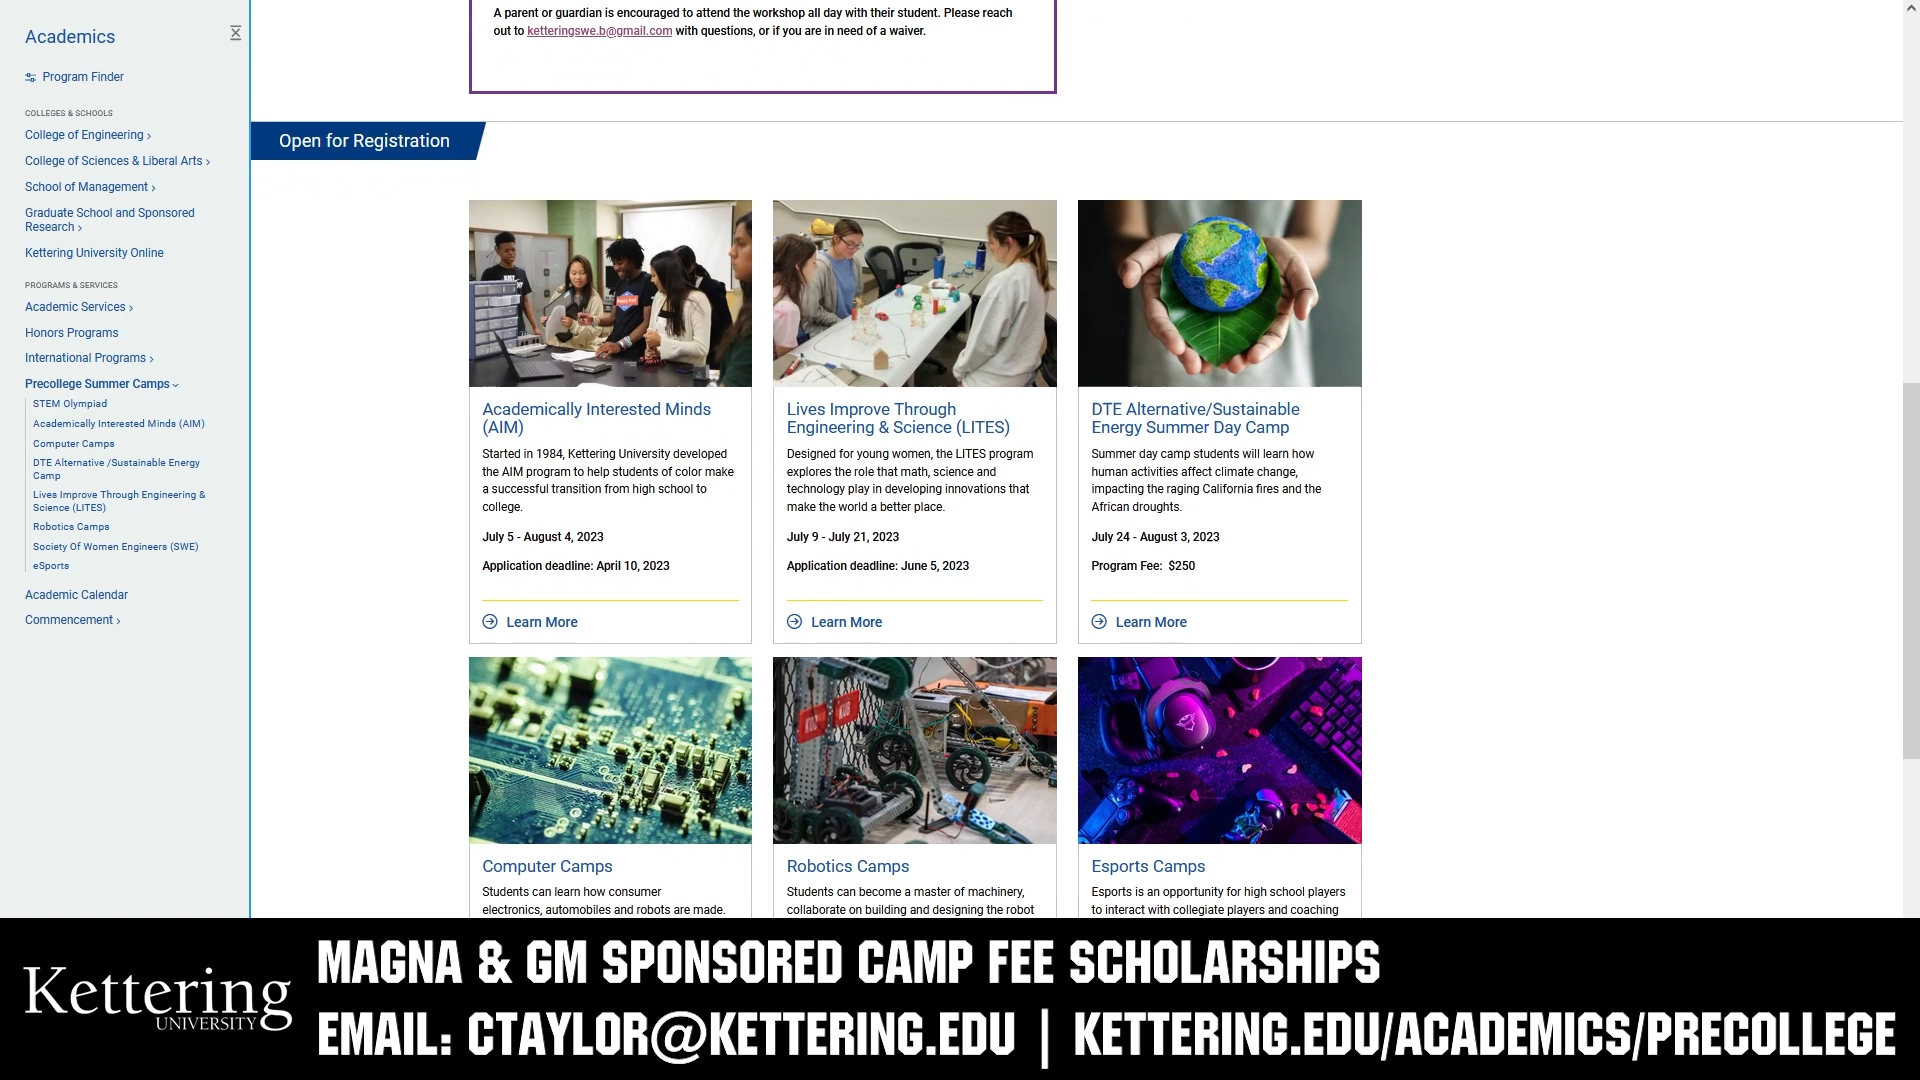 Academics
Program Finder
COLLEGES & SCHOOLS
College of Engineering
College of Sciences & Liberal Arts
School of Management
Graduate School and Sponsored
Research
Kettering University Online
PROGRAMS & SERVICES
Academic Services
Honors Programs
International Programs
Precollege Summer Camps
STEM Olympiad
Academically Interested Minds (AIM)
Computer Camps
DTE Alternative /Sustainable Energy
Camp
Lives Improve Through Engineering &
Science (LITES)
Robotics Camps
Society Of Women Engineers (SWE)
eSports
Academic Calendar
Commencement
A parent or guardian is encouraged to attend the workshop all day with their student. Please reach
out to ketteringswe.b@gmail.com with questions, or if you are in need of a waiver.
Open for Registration
Academically Interested Minds
(AIM)
Started in 1984, Kettering University developed
the AIM program to help students of color make
a successful transition from high school to
college.
July 5 - August 4, 2023
Application deadline: April 10, 2023
Learn More
Lives Improve Through
Engineering & Science (LITES)
Designed for young women, the LITES program
explores the role that math, science and
technology play in developing innovations that
make the world a better place.
July 9 - July 21, 2023
Application deadline: June 5, 2023
Learn More
DTE Alternative/Sustainable
Energy Summer Day Camp
Summer day camp students will learn how
human activities affect climate change,
impacting the raging California fires and the
African droughts.
July 24 - August 3, 2023
Program Fee: $250
Learn More
Computer Camps
Students can learn how consumer
electronics, automobiles and robots are made.
Robotics Camps
Students can become a master of machinery,
collaborate on building and designing the robot
Esports Camps
Esports is an opportunity for high school players
to interact with collegiate players and coaching
Kettering
UNIVERSITY
MAGNA & GM SPONSORED CAMP FEE SCHOLARSHIPS
EMAIL: CTAYLOR@KETTERING.EDU | KETTERING.EDU/ACADEMICS/PRECOLLEGE